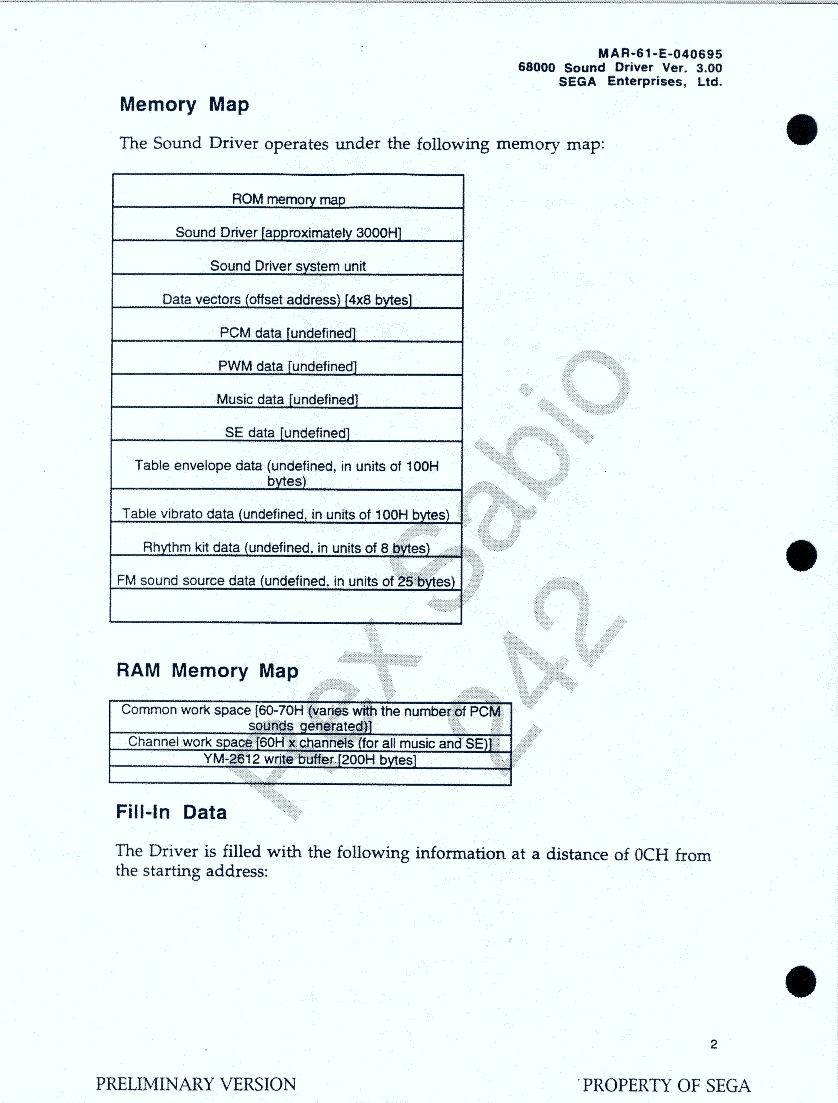 MAR-61-E-040695
68000 Sound Driver Ver. 3.00
SEGA Enterprises, Ltd.
Memory Map
The Sound Driver operates under the following memory map:
ROM memory map
Sound Driver [approximately 3000H]
Sound Driver system unit
Data vectors (offset address) [4x8 bytes]
PCM data [undefined]
PWM data [undefined]
Music data [undefined]
SE data [undefined]
Table envelope data (undefined, in units of 100H
bytes)
Table vibrato data (undefined, in units of 100H bytes)
Rhythm kit data (undefined, in units of 8 bytes)
FM sound source data (undefined, in units of 25 bytes)
RAM Memory Map
Common work space [60-70H (varies with the number of PCM
sounds generated)]
Channel work space [60H x channels (for all music and SE)]
YM-2612 write buffer [200H bytes]
Fill-In Data
The Driver is filled with the following information at a distance of 0CH from
the starting address:
2
PRELIMINARY VERSION
PROPERTY OF SEGA
Hex Sabio
242